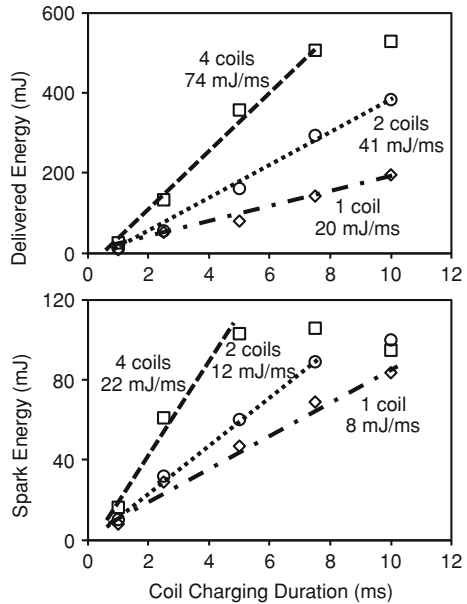 600
400
200
0
Delivered Energy (mJ)
4 coils
74 mJ/ms
2 coils
41 mJ/ms
1 coil
20 mJ/ms
0 2 4 6 8 10 12
120
80
40
0
Spark Energy (mJ)
4 coils
22 mJ/ms
2 coils
12 mJ/ms
1 coil
8 mJ/ms
0 2 4 6 8 10 12
Coil Charging Duration (ms)